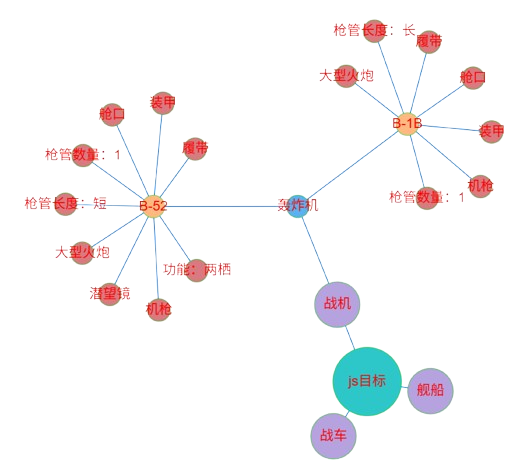 枪管长度：长
履带
大型火炮
舱口
B-1B
装甲
机枪
枪管数量：1
装甲
舱口
履带
枪管数量：1
枪管长度：短
B-52
轰炸机
大型火炮
功能：两栖
潜望镜
机枪
战机
js目标
舰船
战车